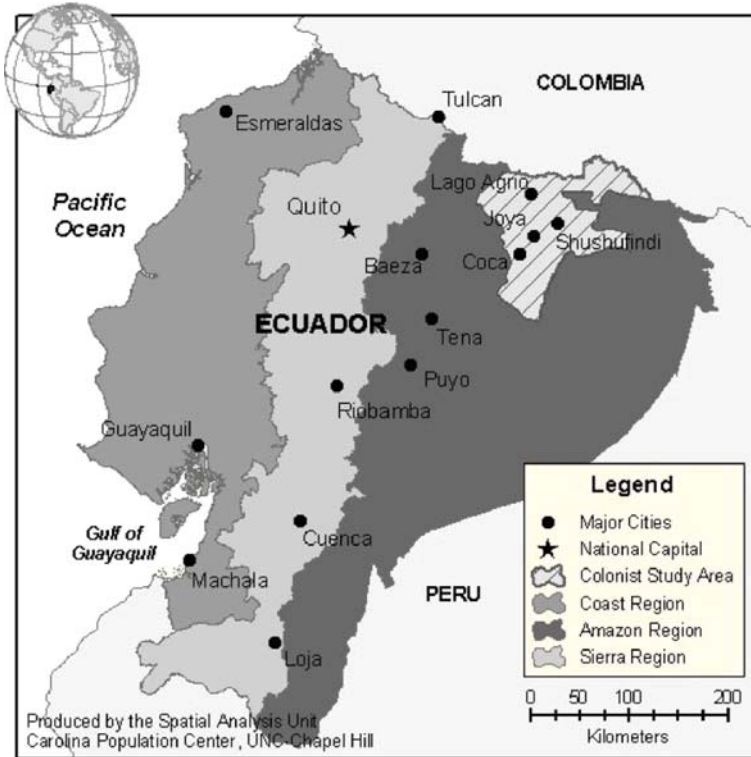 COLOMBIA
Tulcan
Esmeraldas
Pacific
Ocean
Lago Agrio
Quito
Joya
Shushufindi
Baeza
Coca
ECUADOR
Tena
Puyo
Riobamba
Guayaquil
Gulf of
Guayaquil
Cuenca
Machala
PERU
Loja
Legend
Major Cities
National Capital
Colonist Study Area
Coast Region
Amazon Region
Sierra Region
0 50 100 200
Kilometers
Produced by the Spatial Analysis Unit
Carolina Population Center, UNC-Chapel Hill